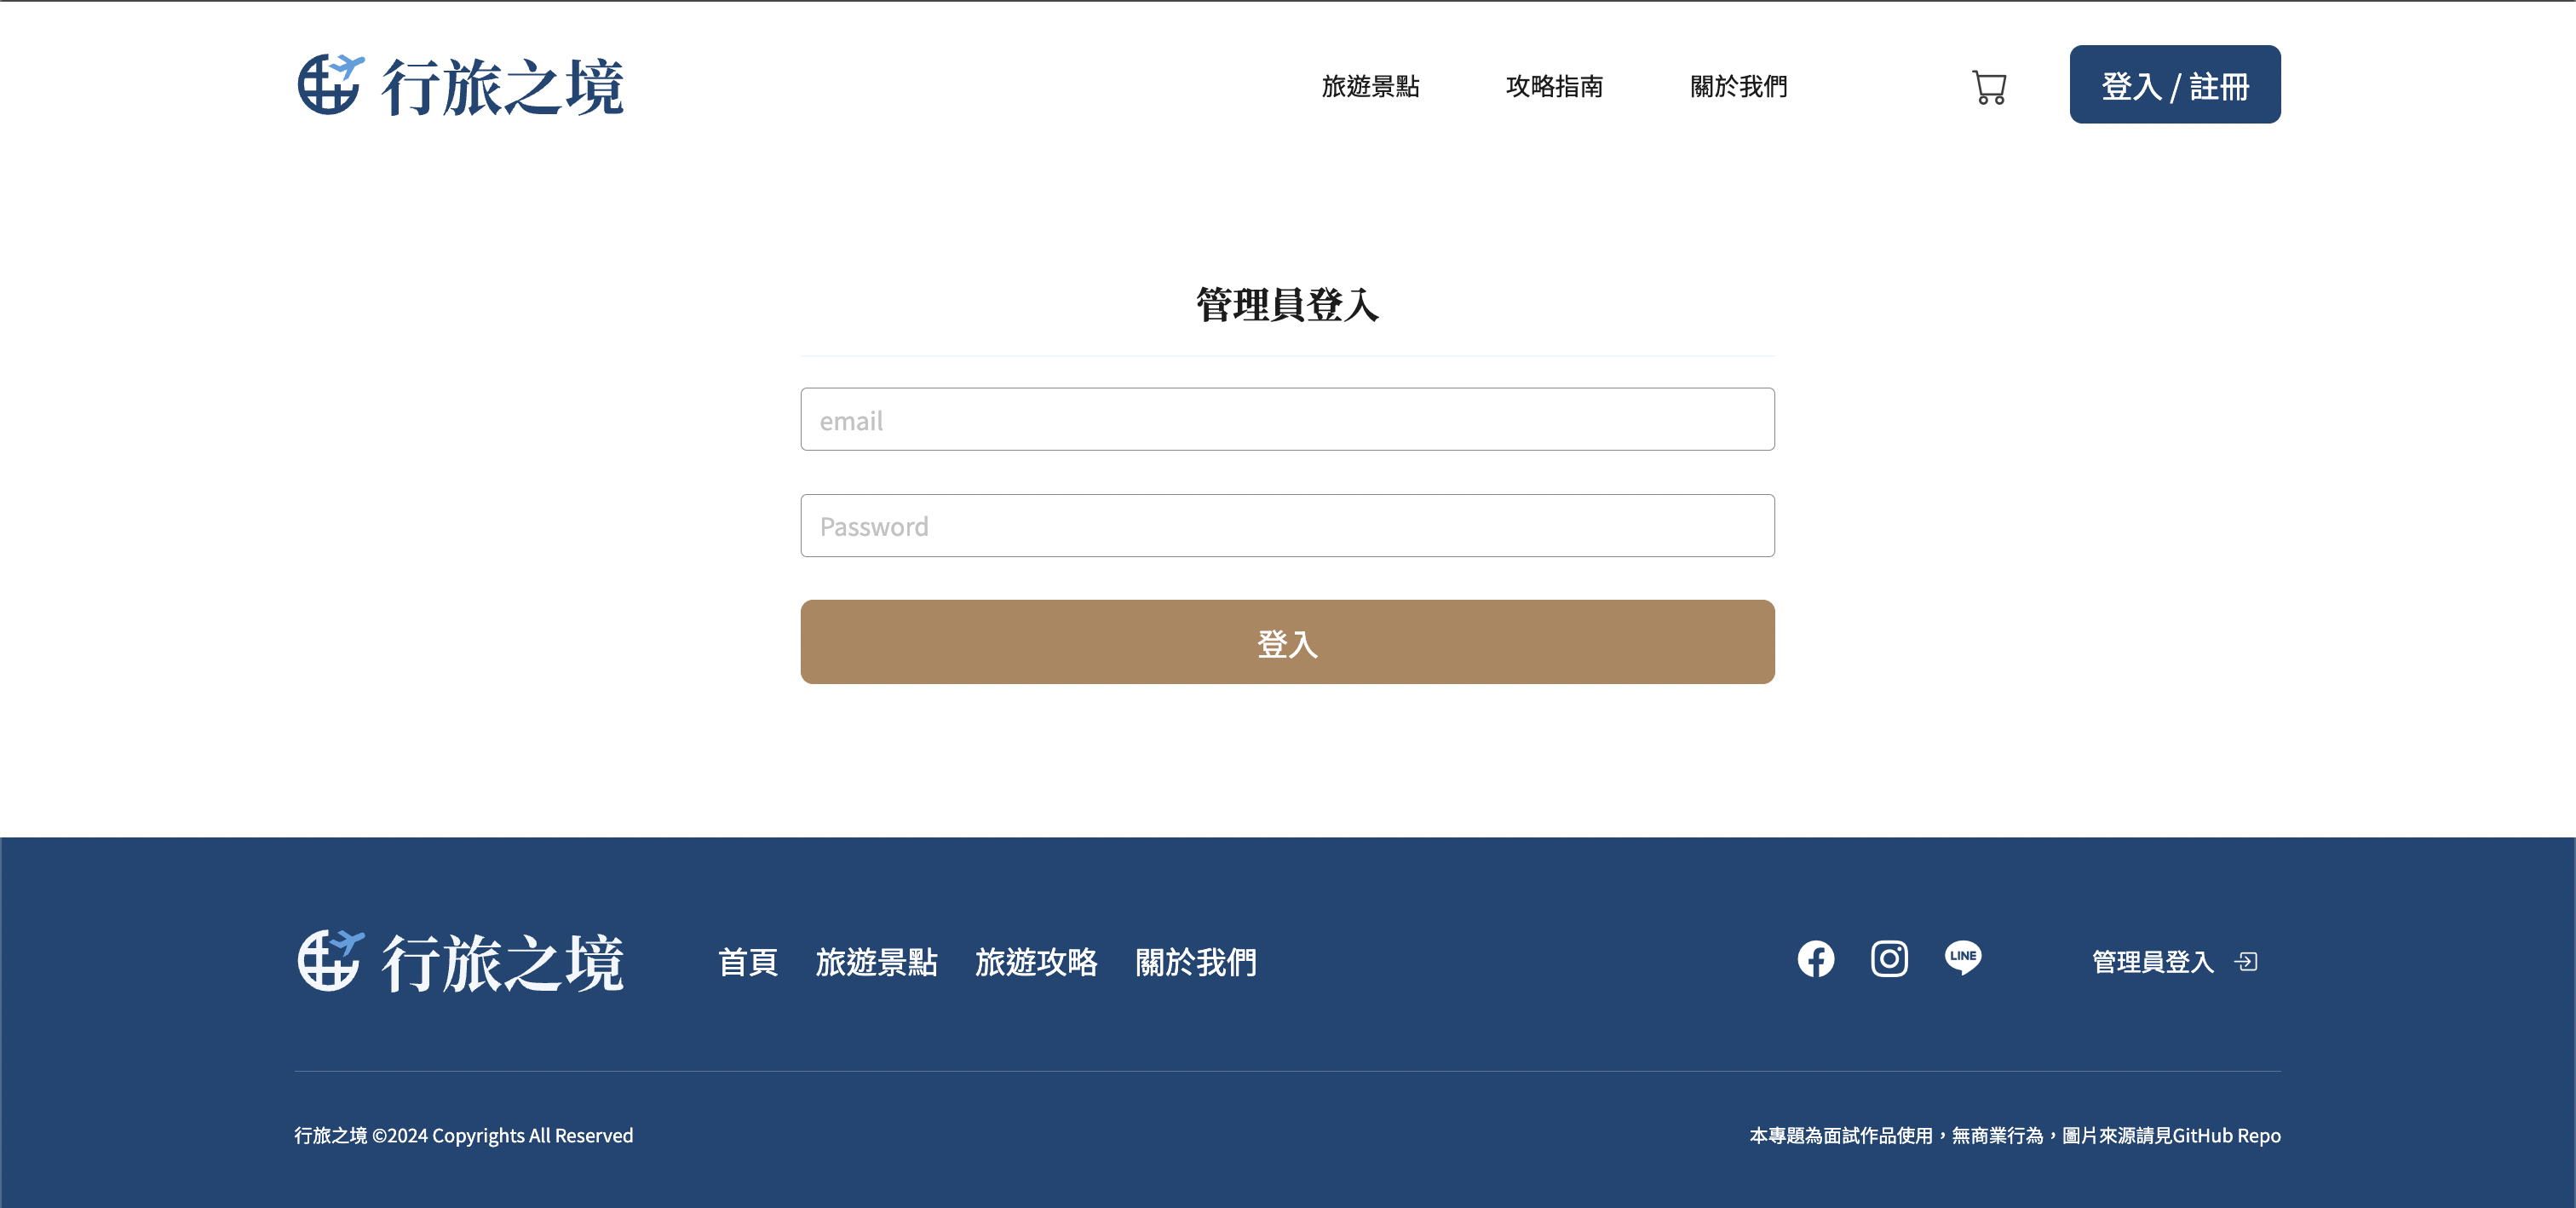 行旅之境
旅遊景點 攻略指南 關於我們 登入 / 註冊
管理員登入
email
Password
登入
行旅之境 首頁 旅遊景點 旅遊攻略 關於我們 LINE 管理員登入
行旅之境 ©2024 Copyrights All Reserved
本專題為面試作品使用，無商業行為，圖片來源請見GitHub Repo